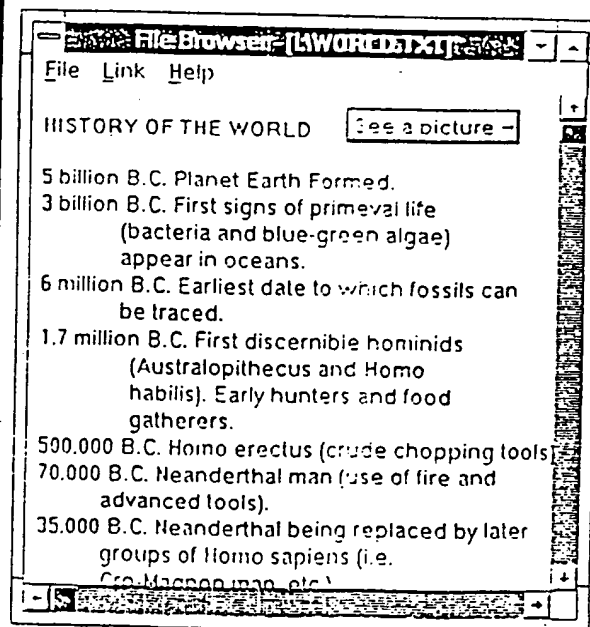 File Browser - [L:\WORLD.TXT]
File Link Help
HISTORY OF THE WORLD
See a picture
5 billion B.C. Planet Earth Formed.
3 billion B.C. First signs of primeval life
(bacteria and blue-green algae)
appear in oceans.
6 million B.C. Earliest date to which fossils can
be traced.
1.7 million B.C. First discernible hominids
(Australopithecus and Homo
habilis). Early hunters and food
gatherers.
500.000 B.C. Homo erectus (crude chopping tools)
70.000 B.C. Neanderthal man (use of fire and
advanced tools).
35.000 B.C. Neanderthal being replaced by later
groups of Homo sapiens (i.e.
Cro-Magnon man, etc.)